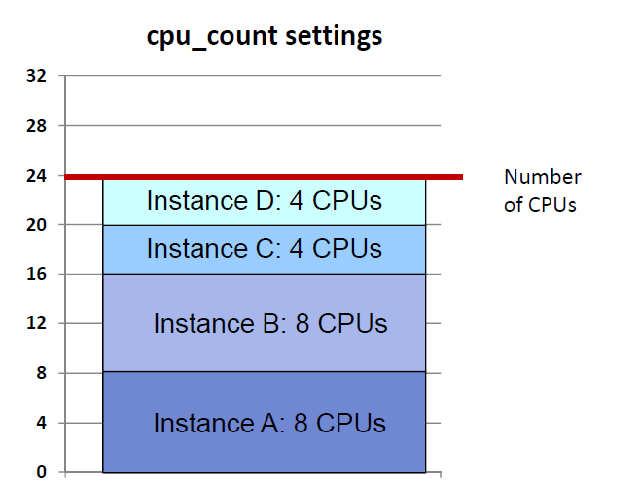 cpu_count settings
32
28
24
20
16
12
8
4
0
Instance D: 4 CPUs
Instance C: 4 CPUs
Instance B: 8 CPUs
Instance A: 8 CPUs
Number
of CPUs